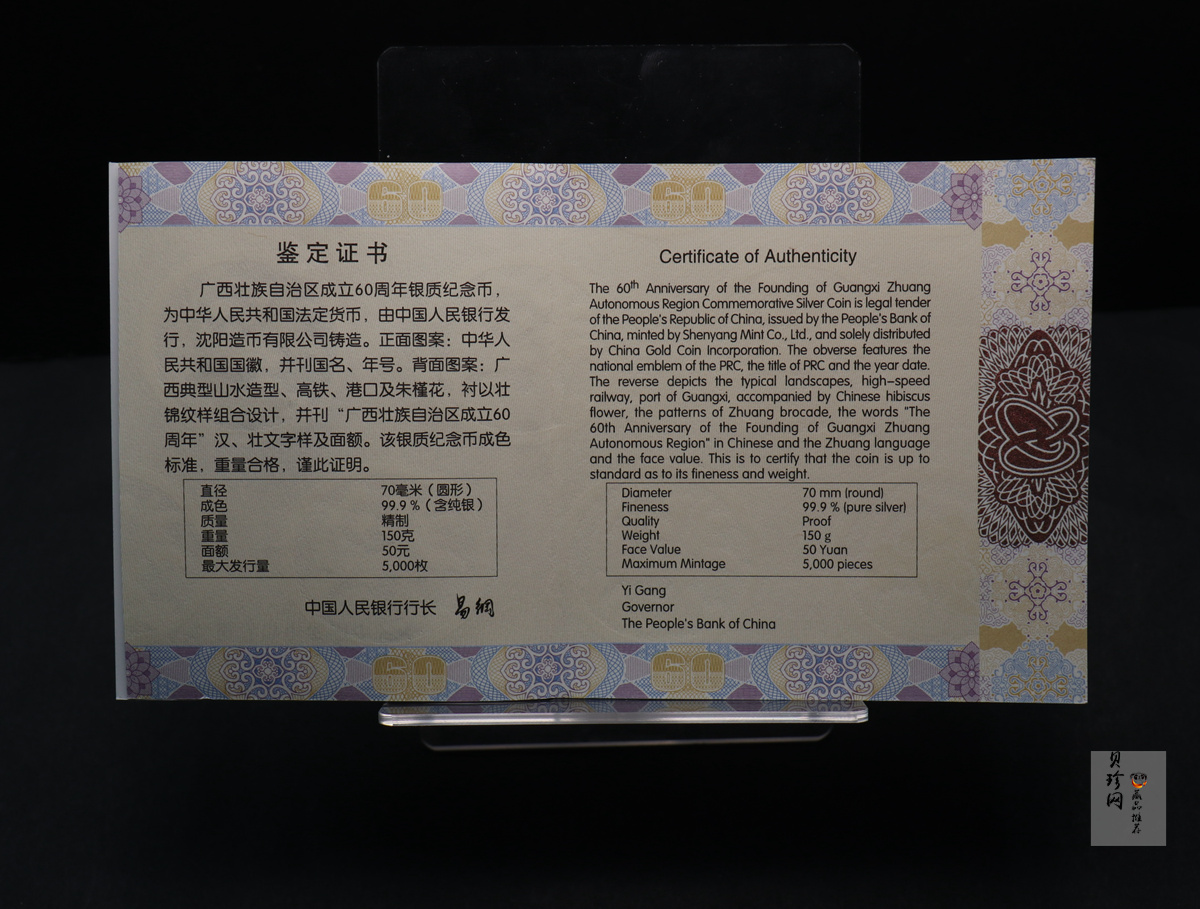 60
60
鉴定证书
广西壮族自治区成立60周年银质纪念币，
为中华人民共和国法定货币，由中国人民银行发
行，沈阳造币有限公司铸造。正面图案：中华人
民共和国国徽，并刊国名、年号。背面图案：广
西典型山水造型、高铁、港口及朱槿花，衬以壮
锦纹样组合设计，并刊“广西壮族自治区成立60
周年”汉、壮文字样及面额。该银质纪念币成色
标准，重量合格，谨此证明。
直径 70毫米（圆形）
成色 99.9%（含纯银）
质量 精制
重量 150克
面额 50元
最大发行量 5,000枚
中国人民银行行长 易纲
Certificate of Authenticity
The 60th Anniversary of the Founding of Guangxi Zhuang
Autonomous Region Commemorative Silver Coin is legal tender
of the People's Republic of China, issued by the People's Bank of
China, minted by Shenyang Mint Co., Ltd., and solely distributed
by China Gold Coin Incorporation. The obverse features the
national emblem of the PRC, the title of PRC and the year date.
The reverse depicts the typical landscapes, high-speed
railway, port of Guangxi, accompanied by Chinese hibiscus
flower, the patterns of Zhuang brocade, the words "The
60th Anniversary of the Founding of Guangxi Zhuang
Autonomous Region" in Chinese and the Zhuang language
and the face value. This is to certify that the coin is up to
standard as to its fineness and weight.
Diameter 70 mm (round)
Fineness 99.9 % (pure silver)
Quality Proof
Weight 150 g
Face Value 50 Yuan
Maximum Mintage 5,000 pieces
Yi Gang
Governor
The People's Bank of China
60
60
贝珍网
藏品推荐